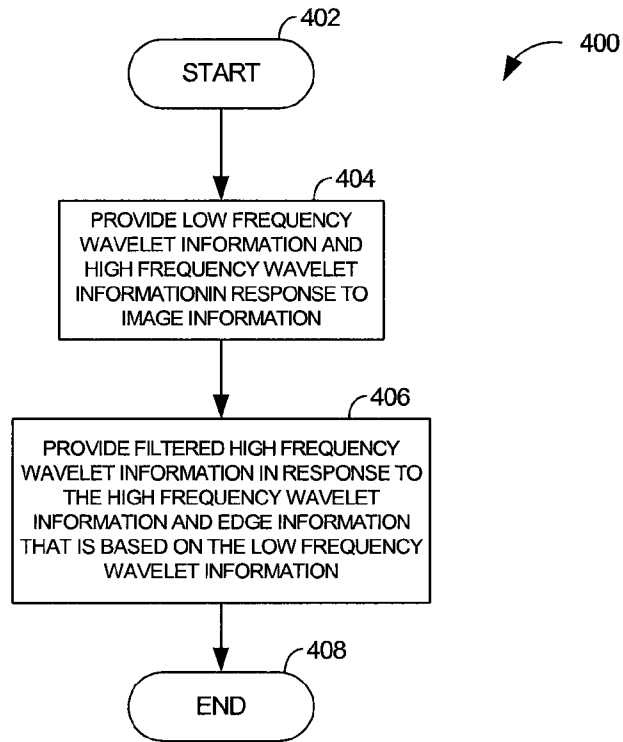 402
START
400
404
PROVIDE LOW FREQUENCY
WAVELET INFORMATION AND
HIGH FREQUENCY WAVELET
INFORMATIONIN RESPONSE TO
IMAGE INFORMATION
406
PROVIDE FILTERED HIGH FREQUENCY
WAVELET INFORMATION IN RESPONSE TO
THE HIGH FREQUENCY WAVELET
INFORMATION AND EDGE INFORMATION
THAT IS BASED ON THE LOW FREQUENCY
WAVELET INFORMATION
408
END